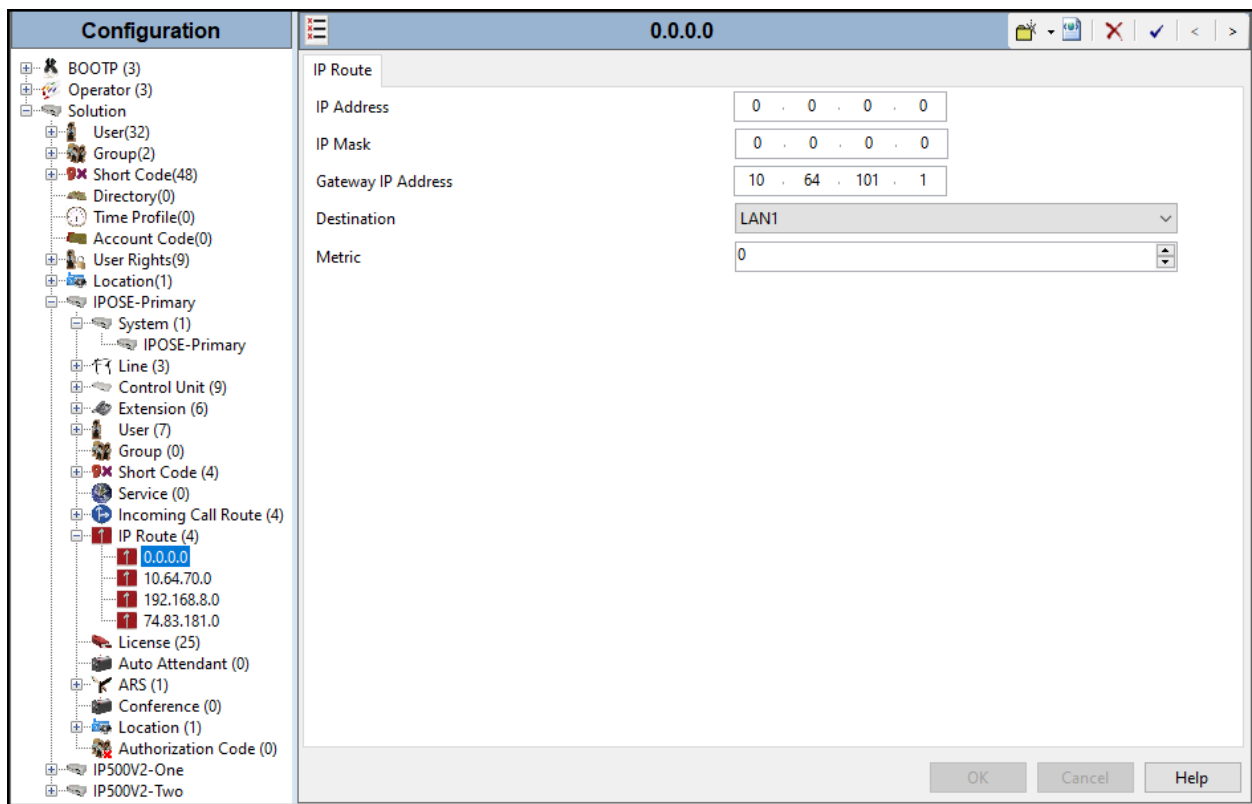 Configuration
BOOTP (3)
Operator (3)
Solution
User(32)
Group(2)
Short Code(48)
Directory(0)
Time Profile(0)
Account Code(0)
User Rights(9)
Location(1)
IPOSE-Primary
System (1)
IPOSE-Primary
Line (3)
Control Unit (9)
Extension (6)
User (7)
Group (0)
Short Code (4)
Service (0)
Incoming Call Route (4)
IP Route (4)
0.0.0.0
10.64.70.0
192.168.8.0
74.83.181.0
License (25)
Auto Attendant (0)
ARS (1)
Conference (0)
Location (1)
Authorization Code (0)
IP500V2-One
IP500V2-Two
0.0.0.0
IP Route
IP Address 0 . 0 . 0 . 0
IP Mask 0 . 0 . 0 . 0
Gateway IP Address 10 . 64 . 101 . 1
Destination LAN1
Metric 0
OK Cancel Help